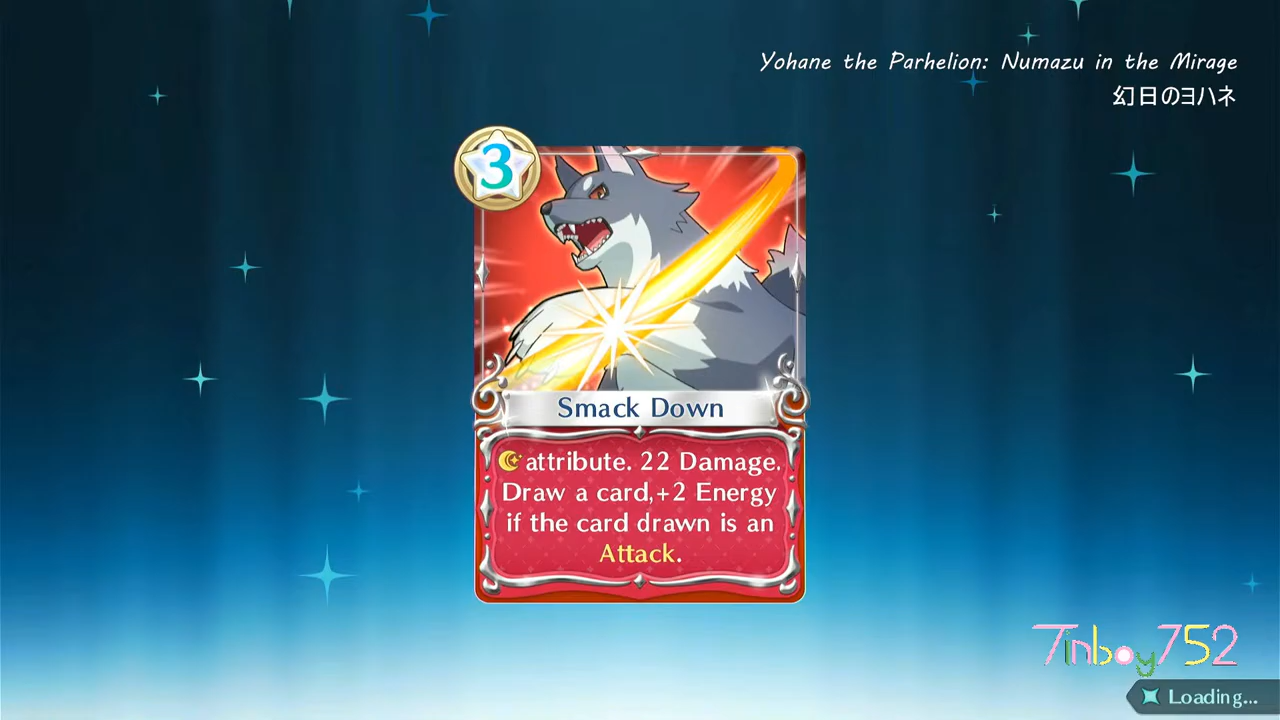 Yohane the Parhelion: Numazu in the Mirage
幻日のヨハネ
3
Smack Down
attribute. 22 Damage.
Draw a card,+2 Energy
if the card drawn is an
Attack.
7inboy752
Loading...